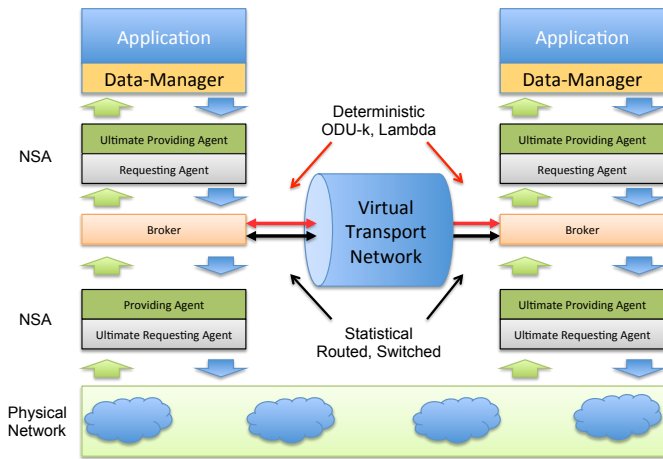 Application
Application
Data-Manager
Data-Manager
Deterministic
ODU-k, Lambda
NSA
Ultimate Providing Agent
Requesting Agent
Ultimate Providing Agent
Requesting Agent
Broker
Virtual
Transport
Network
Broker
NSA
Providing Agent
Ultimate Requesting Agent
Statistical
Routed, Switched
Ultimate Providing Agent
Ultimate Requesting Agent
Physical
Network